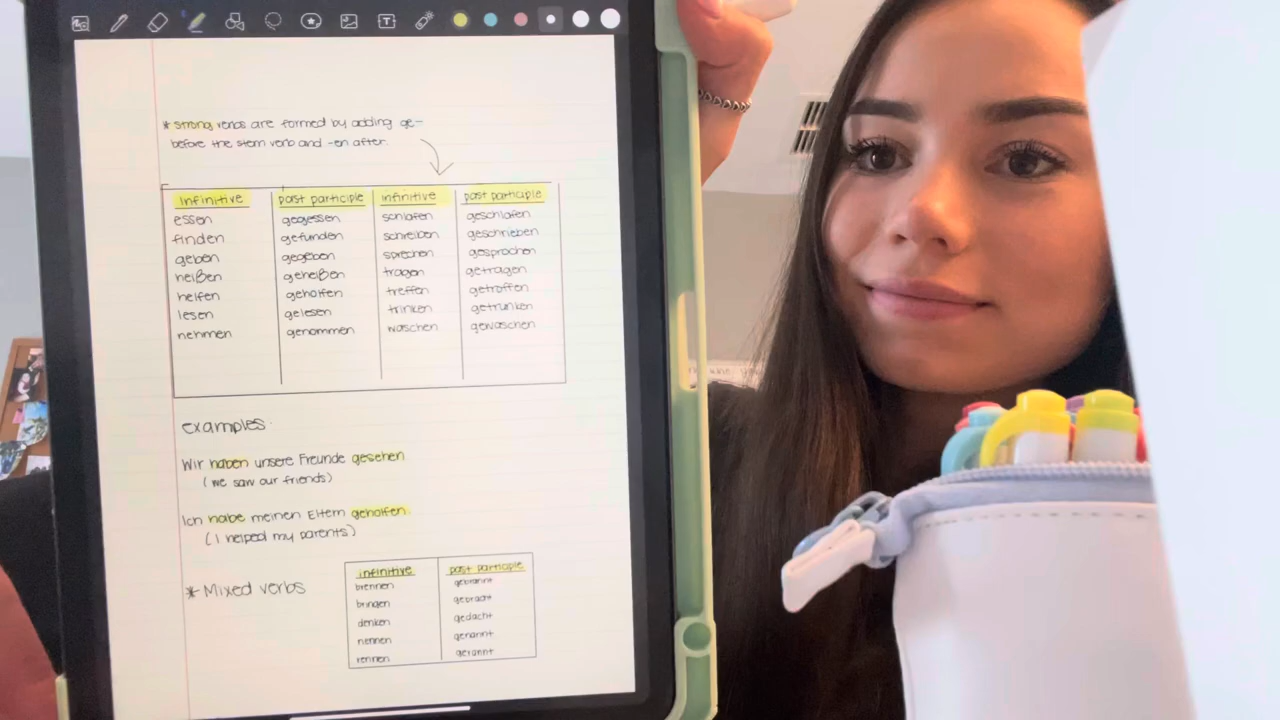 * strong verbs are formed by adding ge-
before the stem verb and -en after.
infinitive past participle infinitive past participle
essen gegessen schlafen geschlafen
finden gefunden schreiben geschrieben
geben gegeben sprechen gesprochen
heißen geheißen tragen getragen
helfen geholfen treffen getroffen
lesen gelesen trinken getrunken
nehmen genommen waschen gewaschen
examples:
Wir haben unsere Freunde gesehen
(we saw our friends)
Ich habe meinen Eltern geholfen.
(I helped my parents)
* Mixed verbs
infinitive past participle
brennen gebrannt
bringen gebracht
denken gedacht
nennen genannt
rennen gerannt